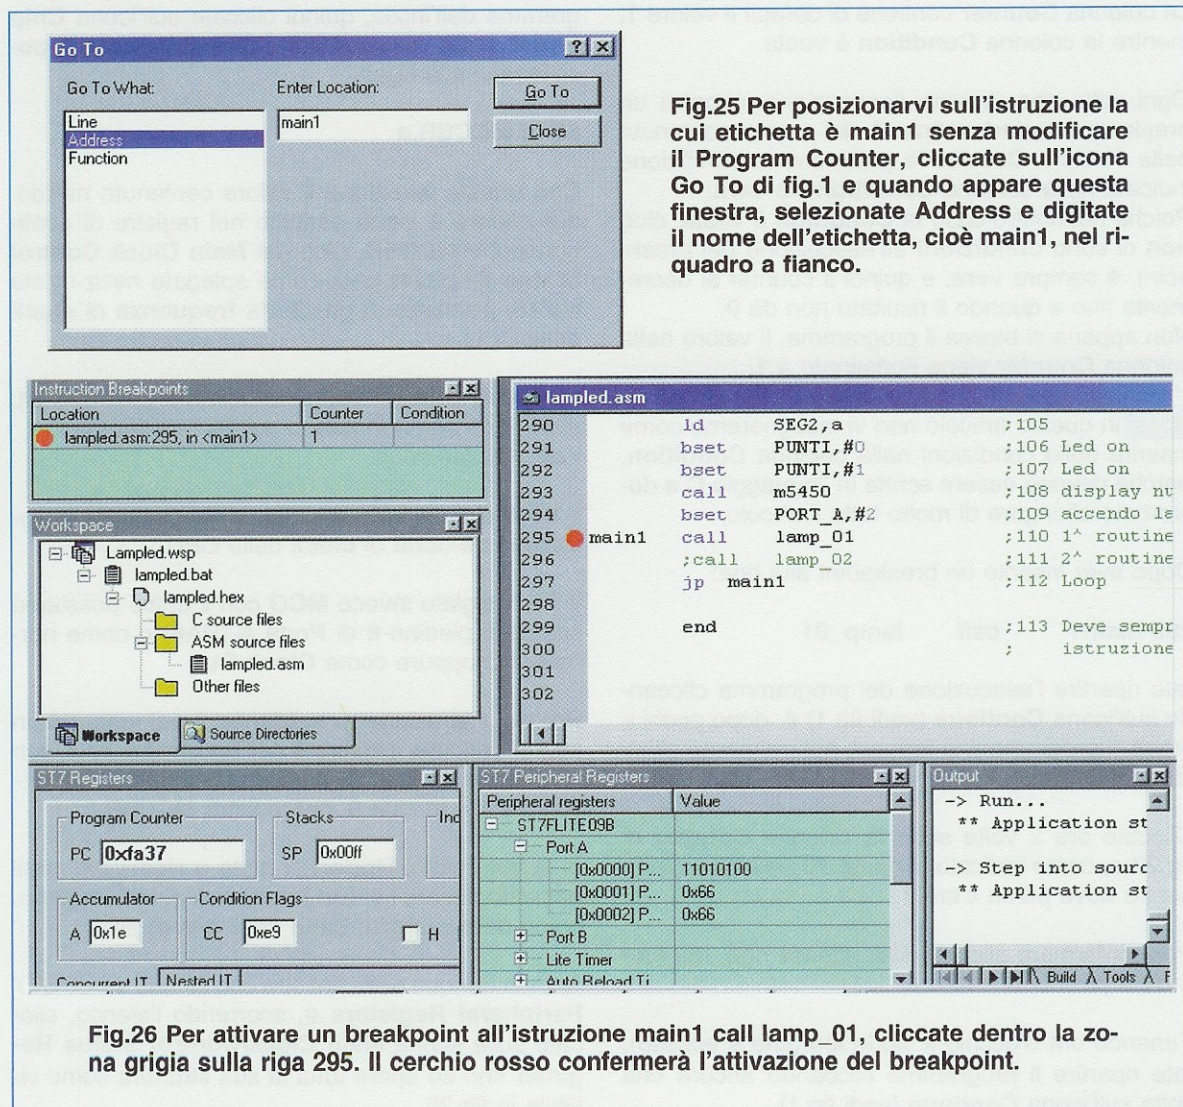 Go To
Go To What:
Enter Location:
Go To
Line
Address
Function
main1
Close
Fig.25 Per posizionarvi sull'istruzione la
cui etichetta è main1 senza modificare
il Program Counter, cliccate sull'icona
Go To di fig.1 e quando appare questa
finestra, selezionate Address e digitate
il nome dell'etichetta, cioè main1, nel ri-
quadro a fianco.
Instruction Breakpoints
Location Counter Condition
lampled.asm:295, in <main1> 1
Workspace
Lampled.wsp
lampled.bat
lampled.hex
C source files
ASM source files
lampled.asm
Other files
Workspace Source Directories
lampled.asm
290 ld SEG2,a ;105
291 bset PUNTI,#0 ;106 Led on
292 bset PUNTI,#1 ;107 Led on
293 call m5450 ;108 display nu
294 bset PORT_A,#2 ;109 accendo la
295 main1 call lamp_01 ;110 1^ routine
296 ;call lamp_02 ;111 2^ routine
297 jp main1 ;112 Loop
298
299 end ;113 Deve sempr
300 ; istruzione
301
302
ST7 Registers
Program Counter Stacks Ind
PC 0xfa37 SP 0x00ff
Accumulator Condition Flags
A 0x1e CC 0xe9 H
Concurrent IT Nested IT
ST7 Peripheral Registers
Peripheral registers Value
ST7FLITE09B
Port A
[0x0000] P... 11010100
[0x0001] P... 0x66
[0x0002] P... 0x66
Port B
Lite Timer
Auto Reload Ti
Output
-> Run...
** Application st
-> Step into sourc
** Application st
Build Tools F
Fig.26 Per attivare un breakpoint all'istruzione main1 call lamp_01, cliccate dentro la zo-
na grigia sulla riga 295. Il cerchio rosso confermerà l'attivazione del breakpoint.